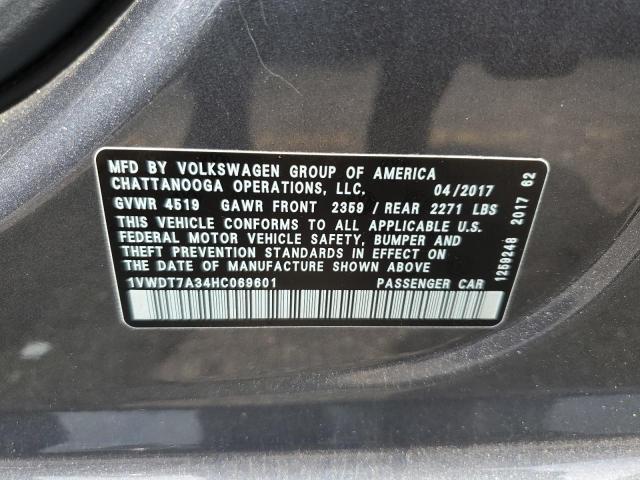 MFD BY VOLKSWAGEN GROUP OF AMERICA
CHATTANOOGA OPERATIONS, LLC. 04/2017
GVWR 4519 GAWR FRONT 2359 / REAR 2271 LBS
THIS VEHICLE CONFORMS TO ALL APPLICABLE U.S.
FEDERAL MOTOR VEHICLE SAFETY, BUMPER AND
THEFT PREVENTION STANDARDS IN EFFECT ON
THE DATE OF MANUFACTURE SHOWN ABOVE
1VWDT7A34HC069601 PASSENGER CAR
1259248 2017 62